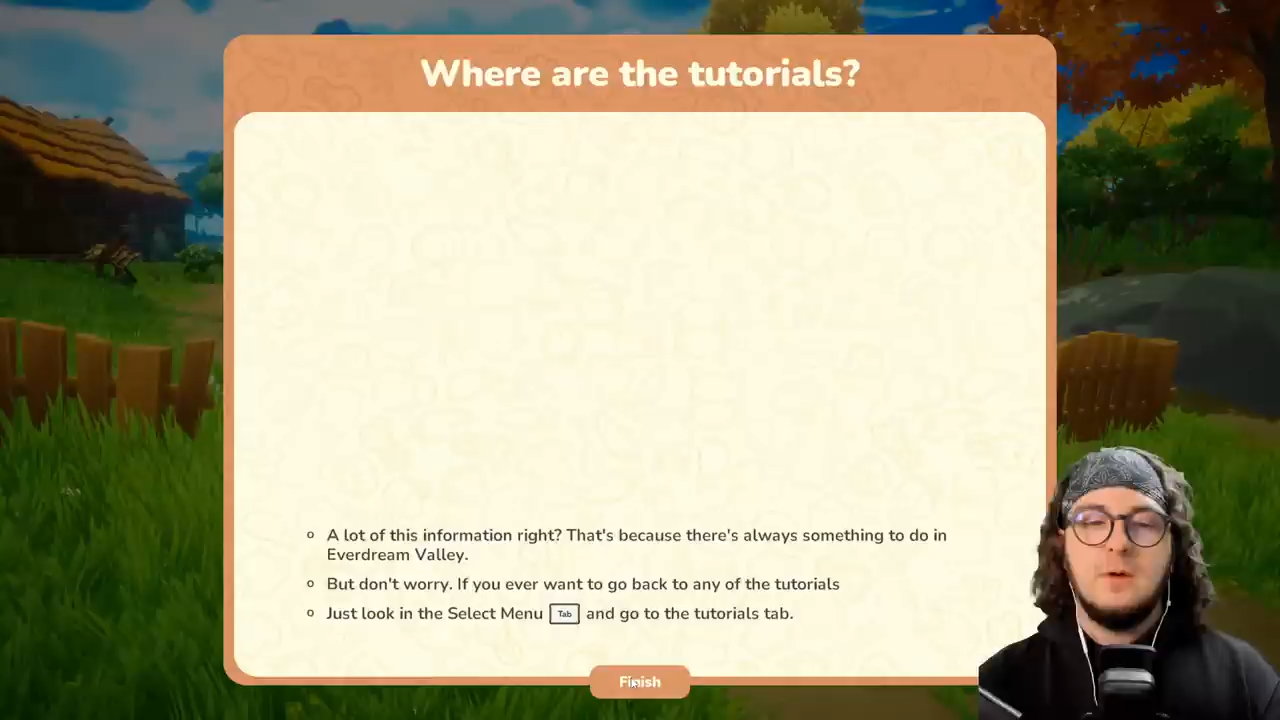 Where are the tutorials?
A lot of this information right? That's because there's always something to do in
Everdream Valley.
But don't worry. If you ever want to go back to any of the tutorials
Just look in the Select Menu Tab and go to the tutorials tab.
Finish